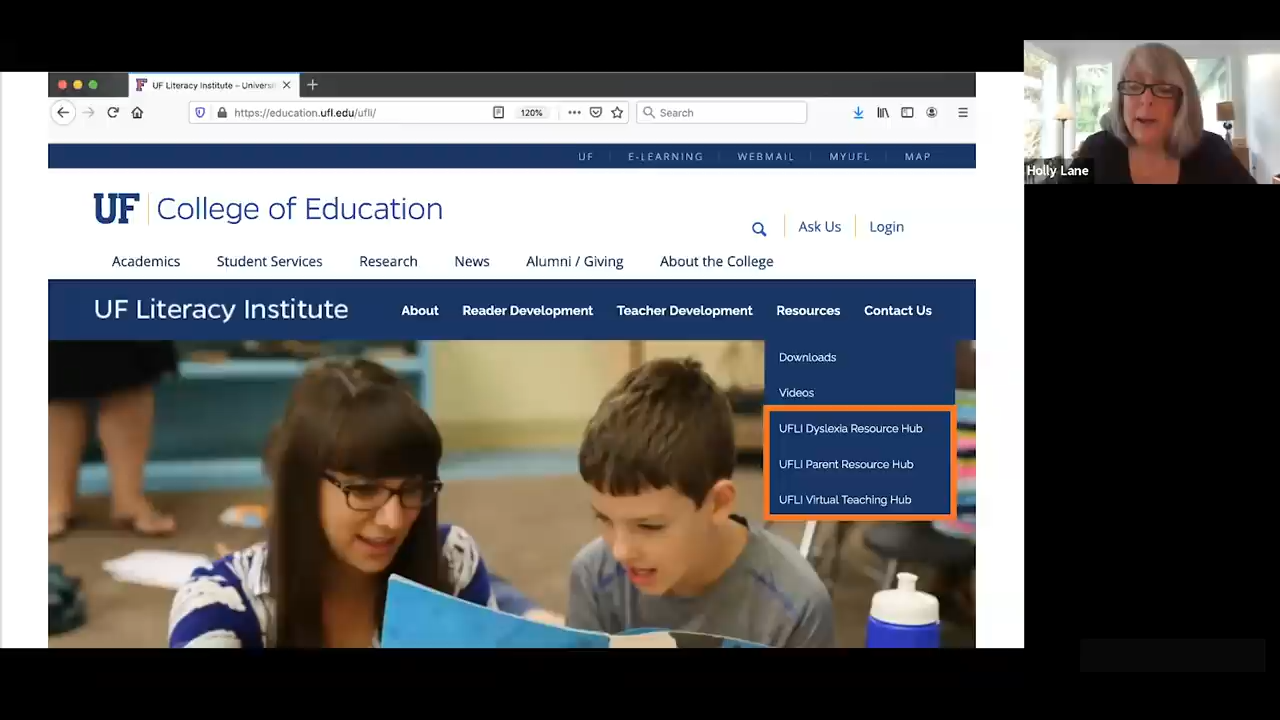 UF Literacy Institute – Universi
https://education.ufl.edu/ufli/
120%
Search
UF E-LEARNING WEBMAIL MYUFL MAP
UF College of Education
Ask Us Login
Academics Student Services Research News Alumni / Giving About the College
UF Literacy Institute About Reader Development Teacher Development Resources Contact Us
Downloads
Videos
UFLI Dyslexia Resource Hub
UFLI Parent Resource Hub
UFLI Virtual Teaching Hub
Holly Lane